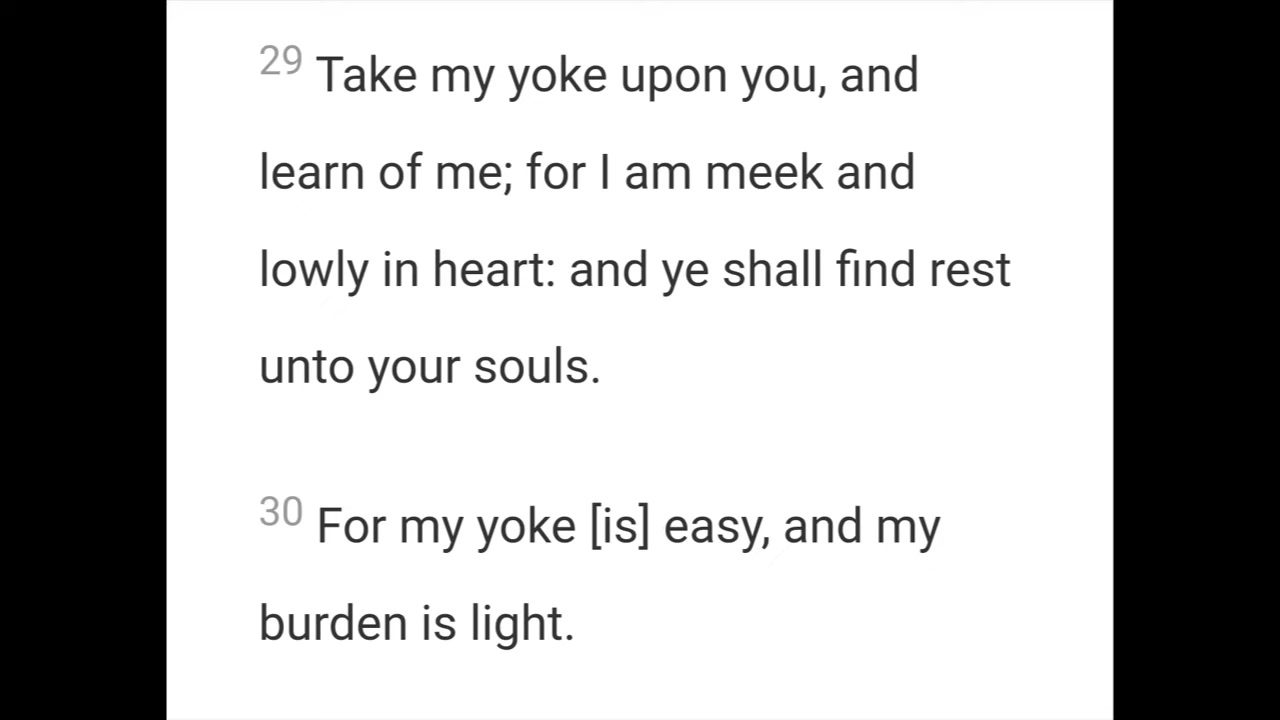 29 Take my yoke upon you, and
learn of me; for I am meek and
lowly in heart: and ye shall find rest
unto your souls.
30 For my yoke [is] easy, and my
burden is light.